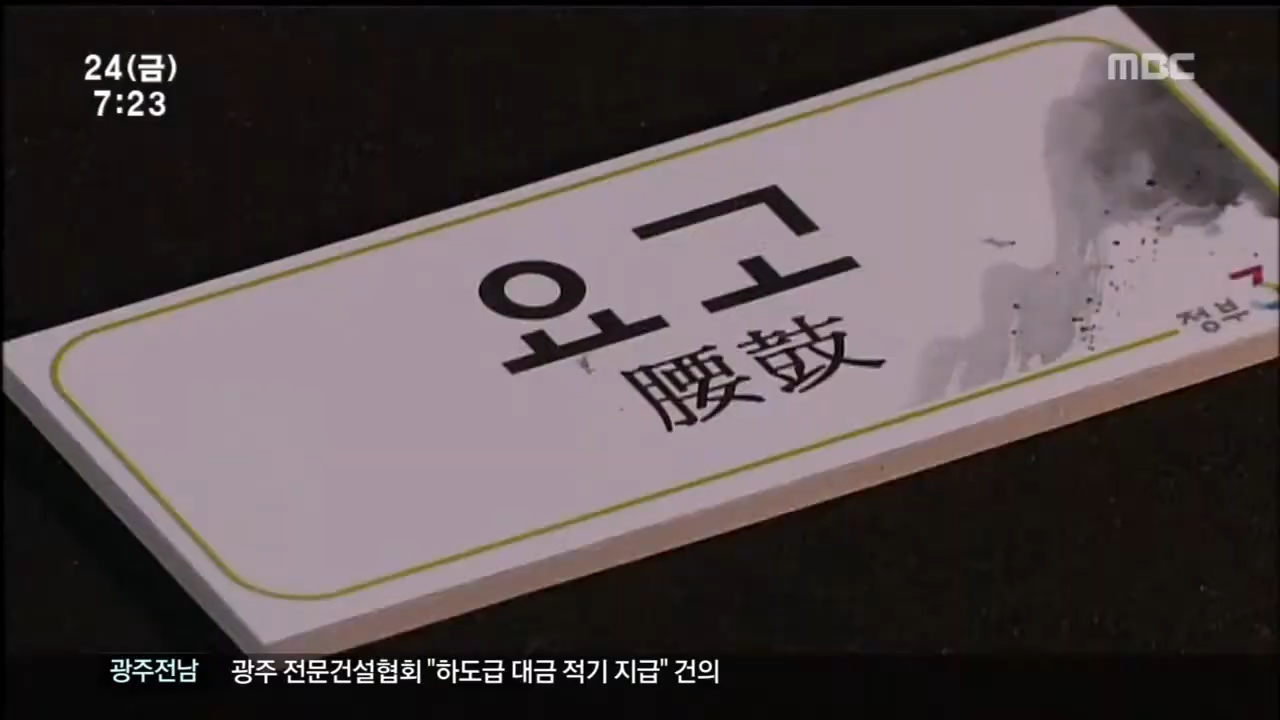 24(금)
7:23
MBC
요고
腰鼓
정부
광주전남 광주 전문건설협회 "하도급 대금 적기 지급" 건의